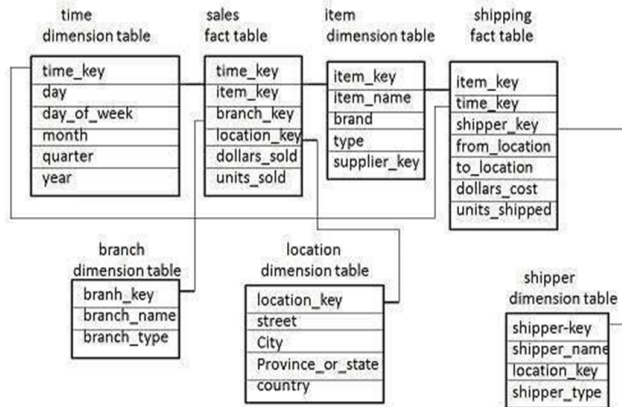 time
dimension table
time_key
day
day_of_week
month
quarter
year
sales
fact table
time_key
item_key
branch_key
location_key
dollars_sold
units_sold
item
dimension table
item_key
item_name
brand
type
supplier_key
shipping
fact table
item_key
time_key
shipper_key
from_location
to_location
dollars_cost
units_shipped
branch
dimension table
branh_key
branch_name
branch_type
location
dimension table
location_key
street
City
Province_or_state
country
shipper
dimension table
shipper-key
shipper_name
location_key
shipper_type